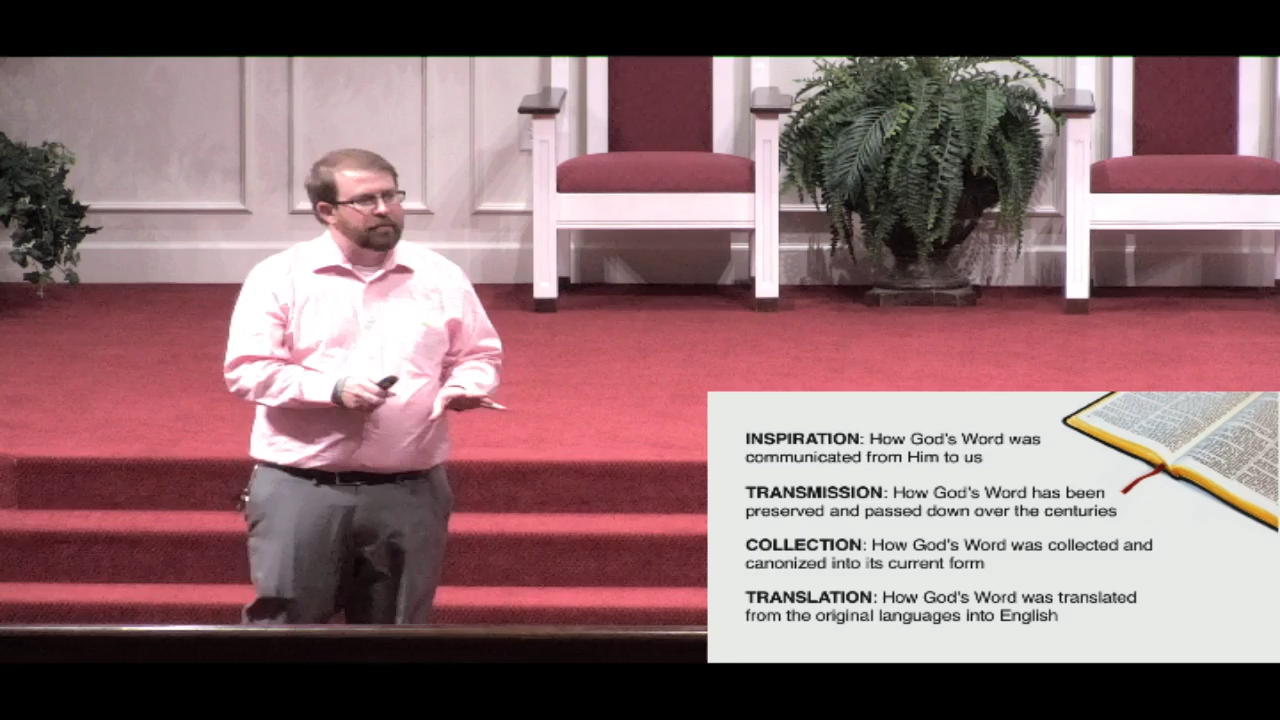 INSPIRATION: How God's Word was
communicated from Him to us
TRANSMISSION: How God's Word has been
preserved and passed down over the centuries
COLLECTION: How God's Word was collected and
canonized into its current form
TRANSLATION: How God's Word was translated
from the original languages into English